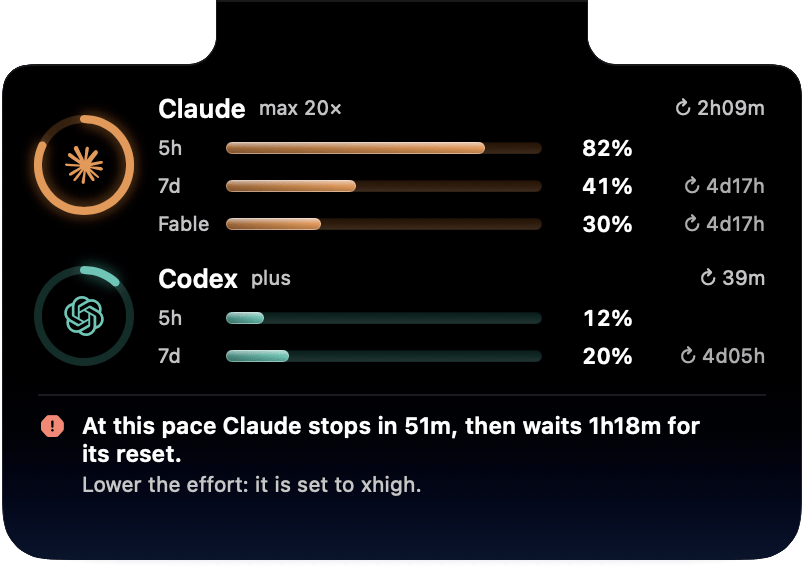 Claude max 20× ↻ 2h09m
5h 82%
7d 41% ↻ 4d17h
Fable 30% ↻ 4d17h
Codex plus ↻ 39m
5h 12%
7d 20% ↻ 4d05h
At this pace Claude stops in 51m, then waits 1h18m for
its reset.
Lower the effort: it is set to xhigh.